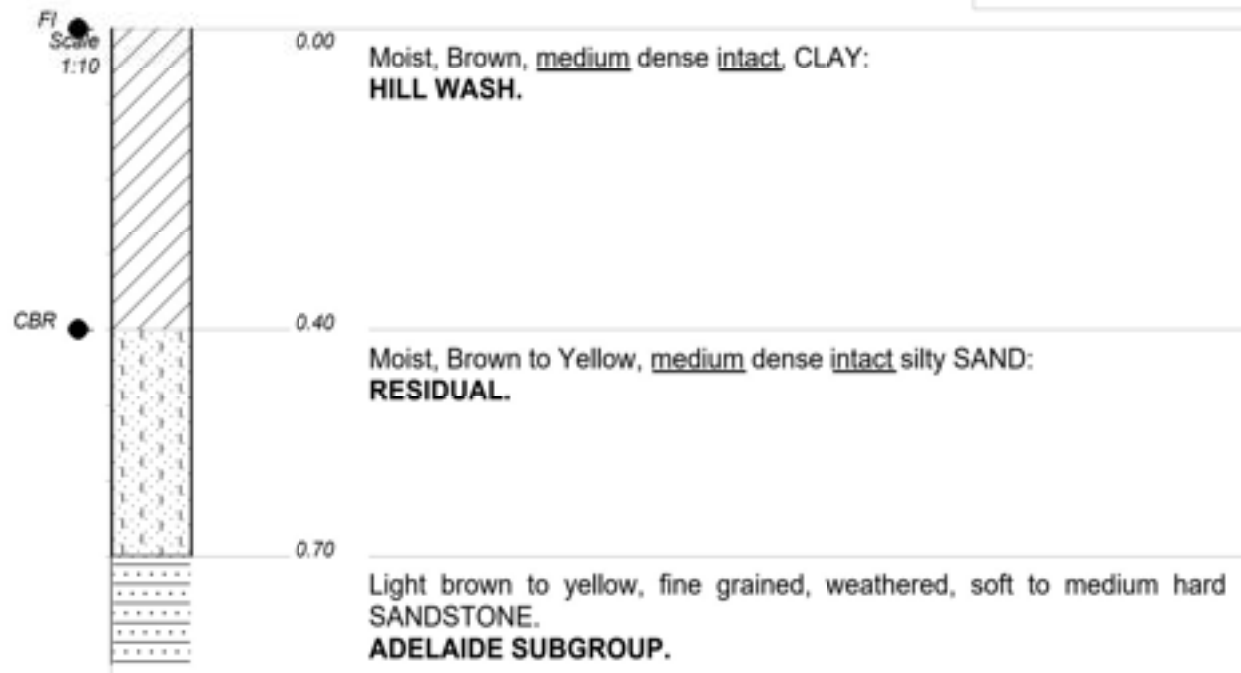 FI
Scale
1:10
0.00
Moist, Brown, medium dense intact, CLAY:
HILL WASH.
CBR
0.40
Moist, Brown to Yellow, medium dense intact silty SAND:
RESIDUAL.
0.70
Light brown to yellow, fine grained, weathered, soft to medium hard
SANDSTONE.
ADELAIDE SUBGROUP.